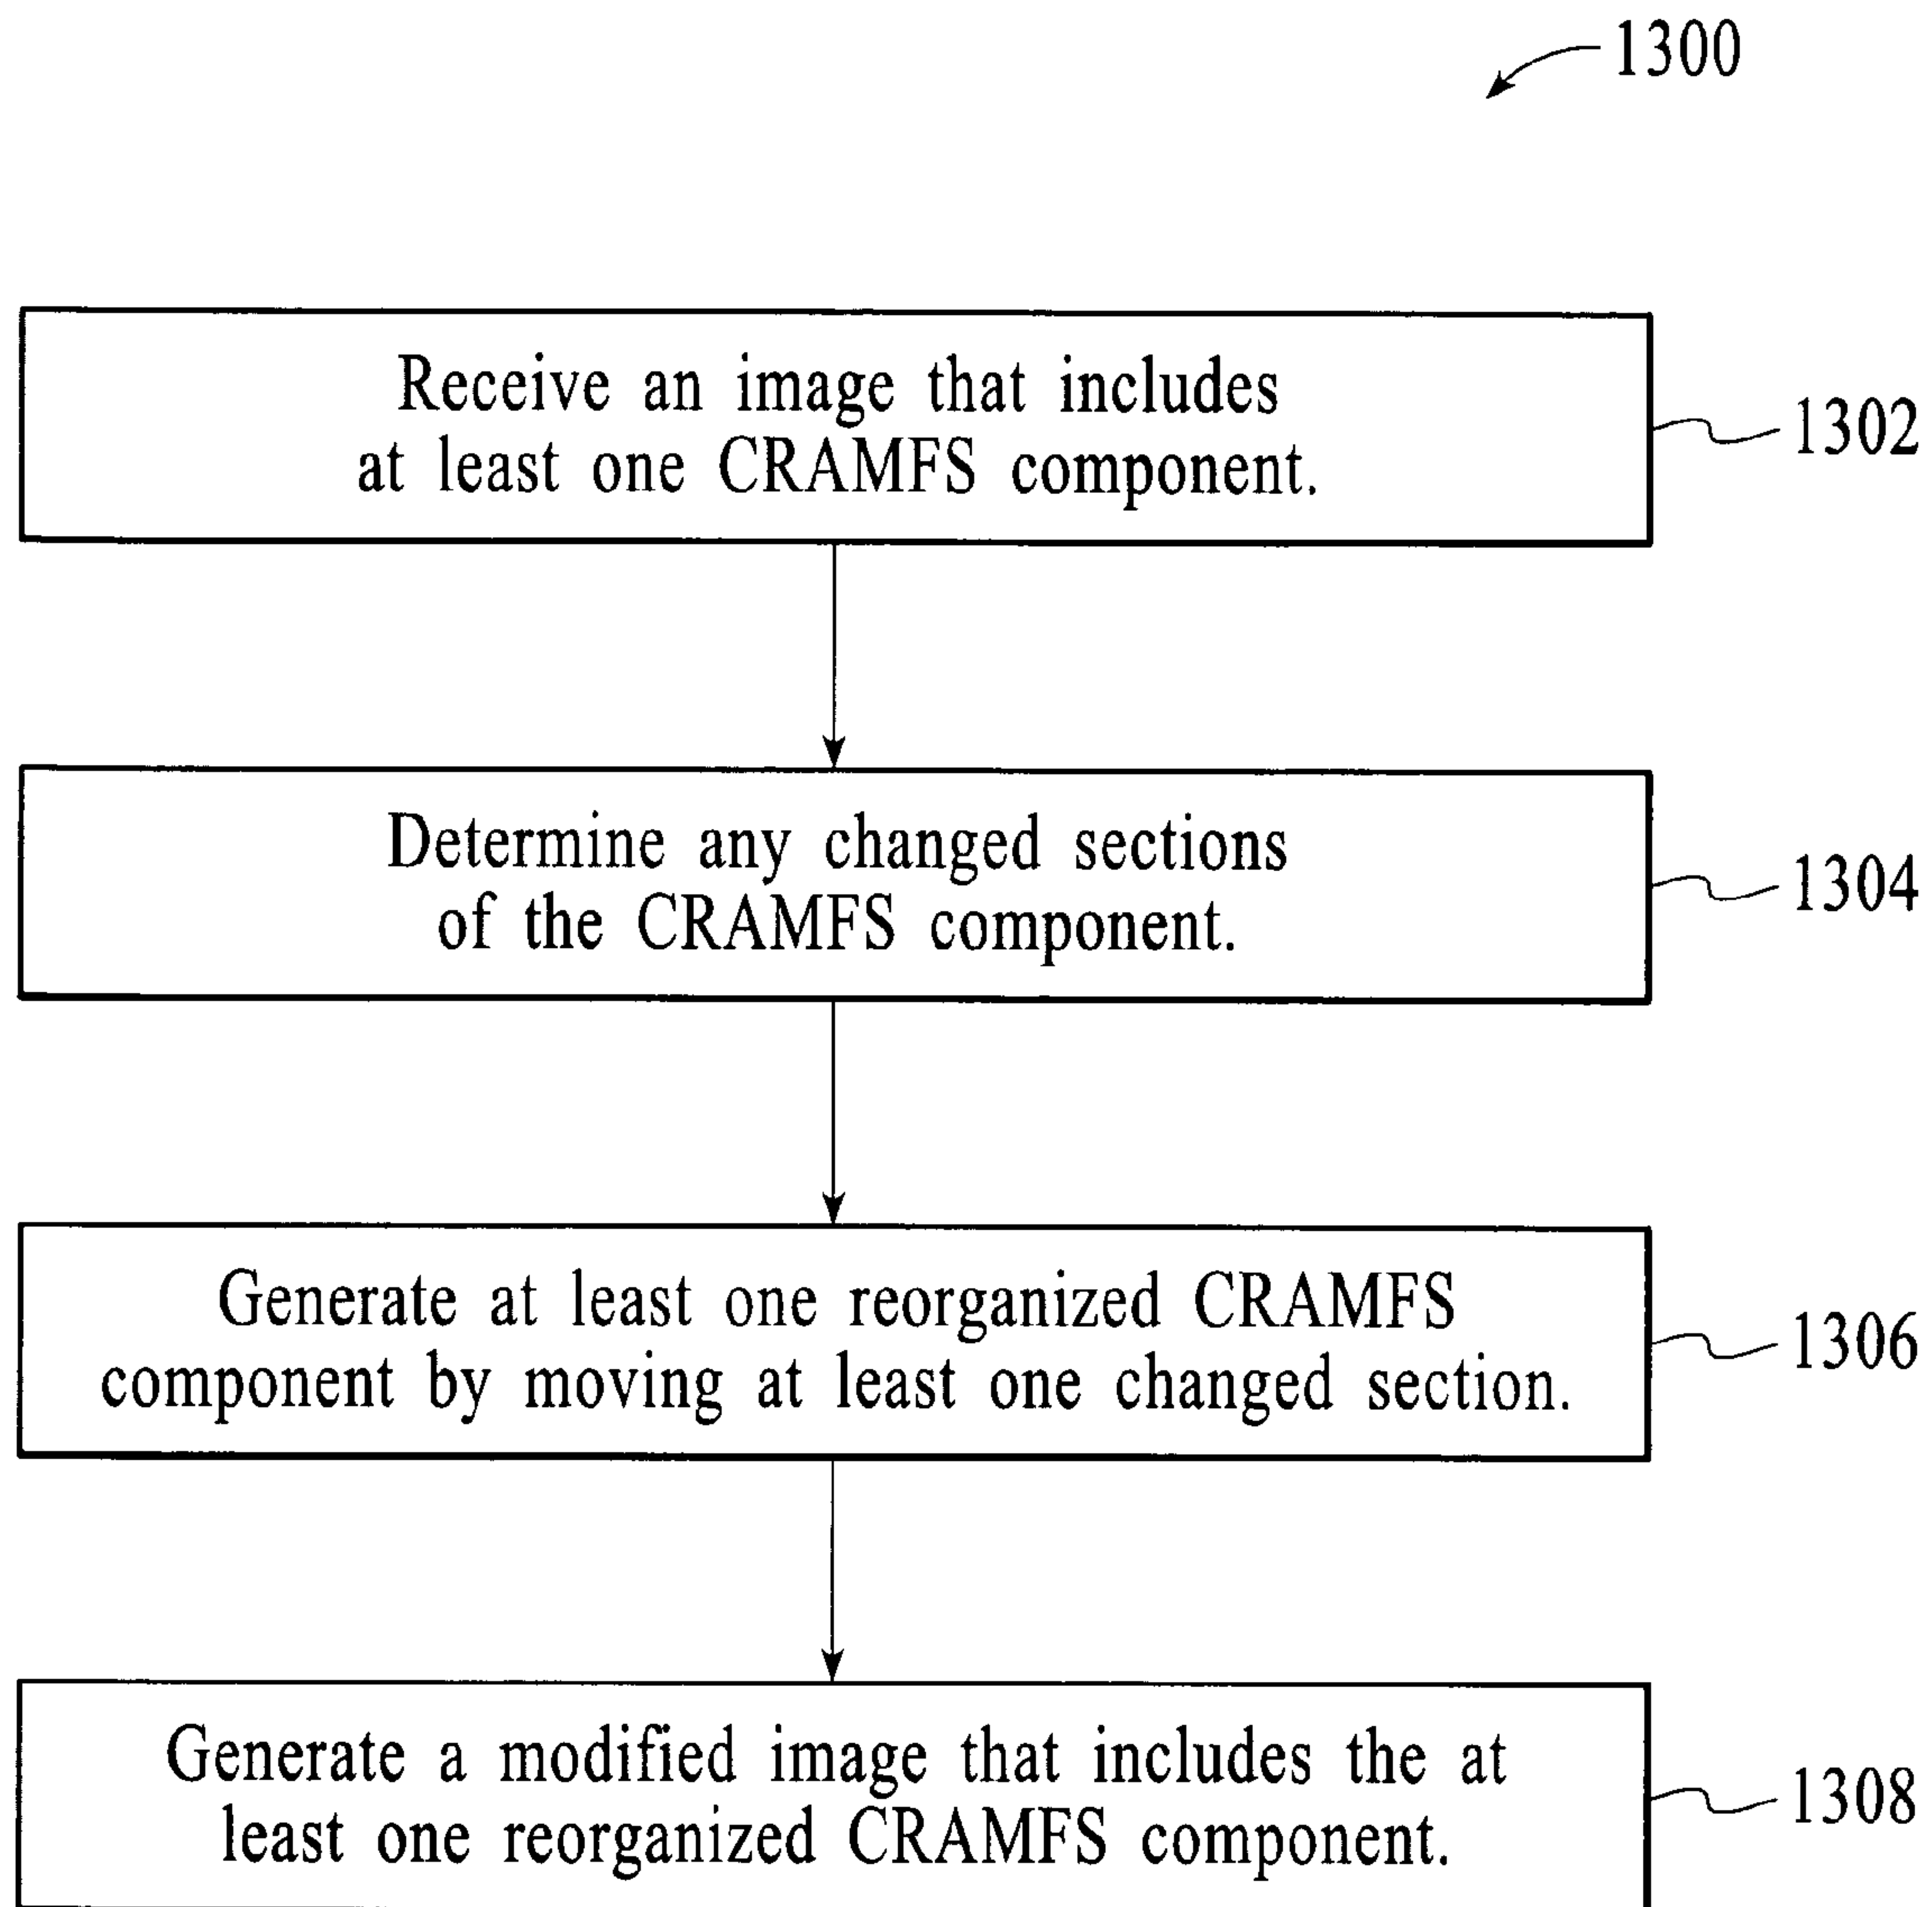 1300
Receive an image that includes
at least one CRAMFS component.
1302
Determine any changed sections
of the CRAMFS component.
1304
Generate at least one reorganized CRAMFS
component by moving at least one changed section.
1306
Generate a modified image that includes the at
least one reorganized CRAMFS component.
1308